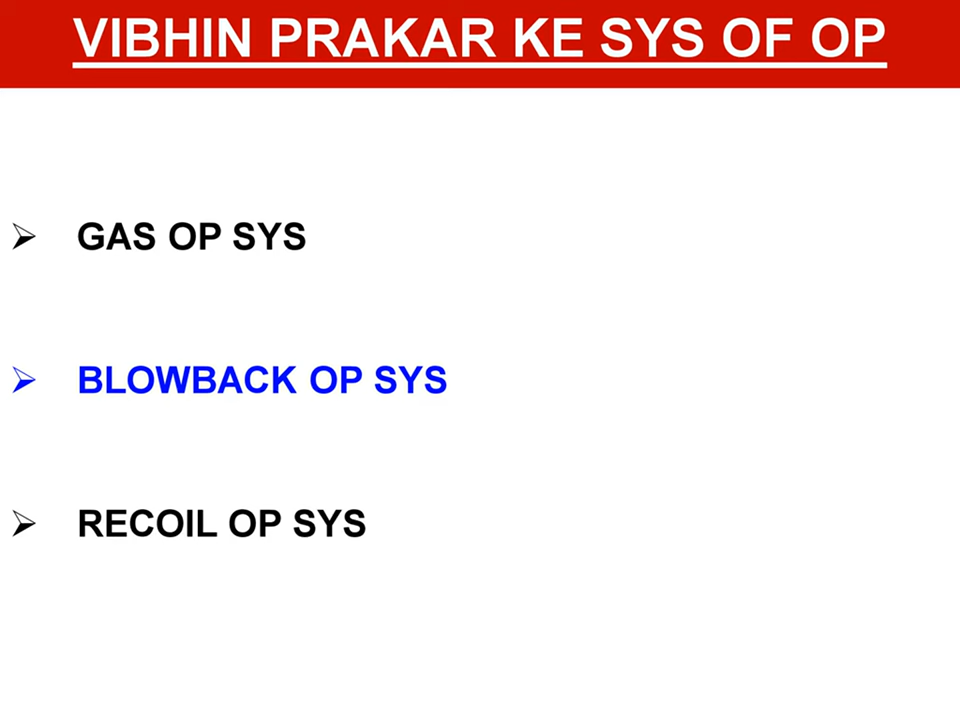 VIBHIN PRAKAR KE SYS OF OP
GAS OP SYS
BLOWBACK OP SYS
RECOIL OP SYS